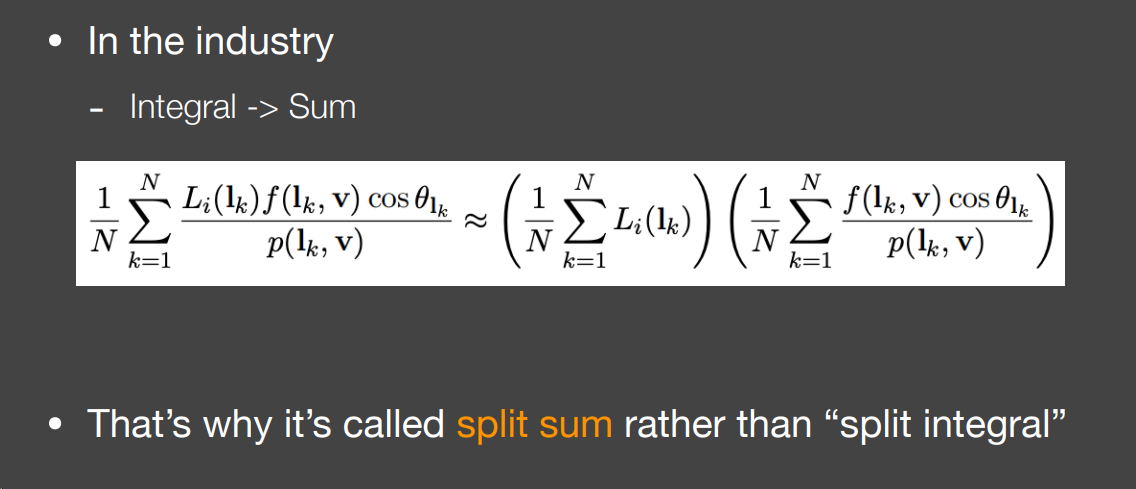 • In the industry
- Integral -> Sum
$\frac{1}{N} \sum_{k=1}^{N} \frac{L_i(\mathbf{l}_k) f(\mathbf{l}_k, \mathbf{v}) \cos \theta_{\mathbf{l}_k}}{p(\mathbf{l}_k, \mathbf{v})} \approx \left( \frac{1}{N} \sum_{k=1}^{N} L_i(\mathbf{l}_k) \right) \left( \frac{1}{N} \sum_{k=1}^{N} \frac{f(\mathbf{l}_k, \mathbf{v}) \cos \theta_{\mathbf{l}_k}}{p(\mathbf{l}_k, \mathbf{v})} \right)$
• That’s why it’s called split sum rather than “split integral”